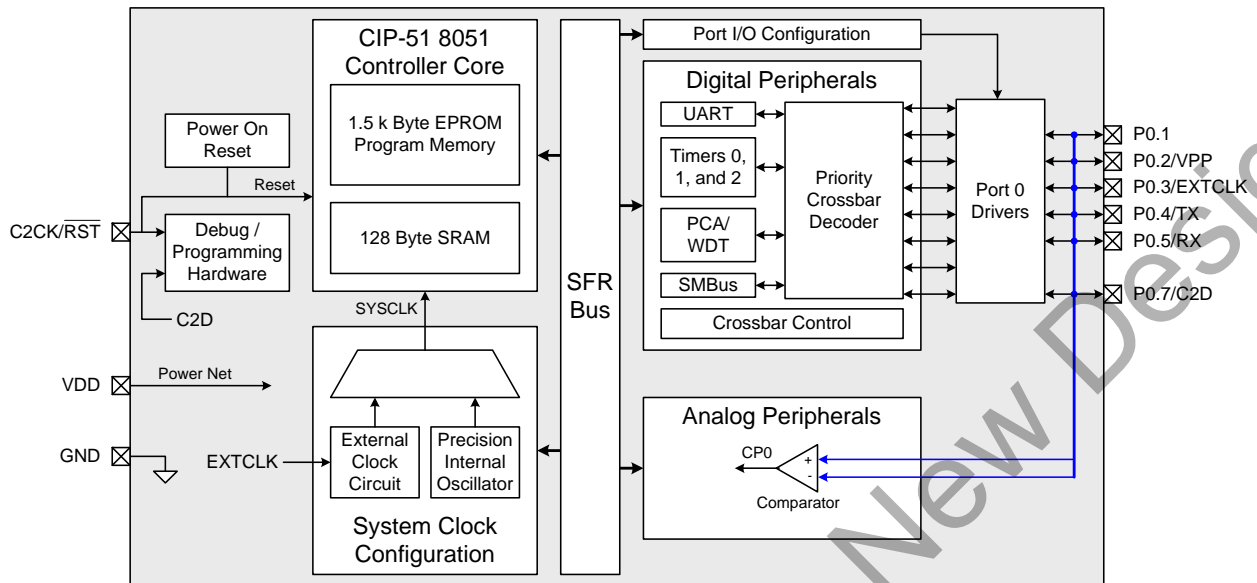 CIP-51 8051
Controller Core
1.5 k Byte EPROM
Program Memory
128 Byte SRAM
Power On
Reset
Reset
C2CK/RST
Debug /
Programming
Hardware
C2D
VDD
Power Net
GND
SYSCLK
EXTCLK
External
Clock
Circuit
Precision
Internal
Oscillator
System Clock
Configuration
SFR
Bus
Port I/O Configuration
Digital Peripherals
UART
Timers 0,
1, and 2
PCA/
WDT
SMBus
Priority
Crossbar
Decoder
Crossbar Control
Port 0
Drivers
P0.1
P0.2/VPP
P0.3/EXTCLK
P0.4/TX
P0.5/RX
P0.7/C2D
Analog Peripherals
CP0
+
-
Comparator
New